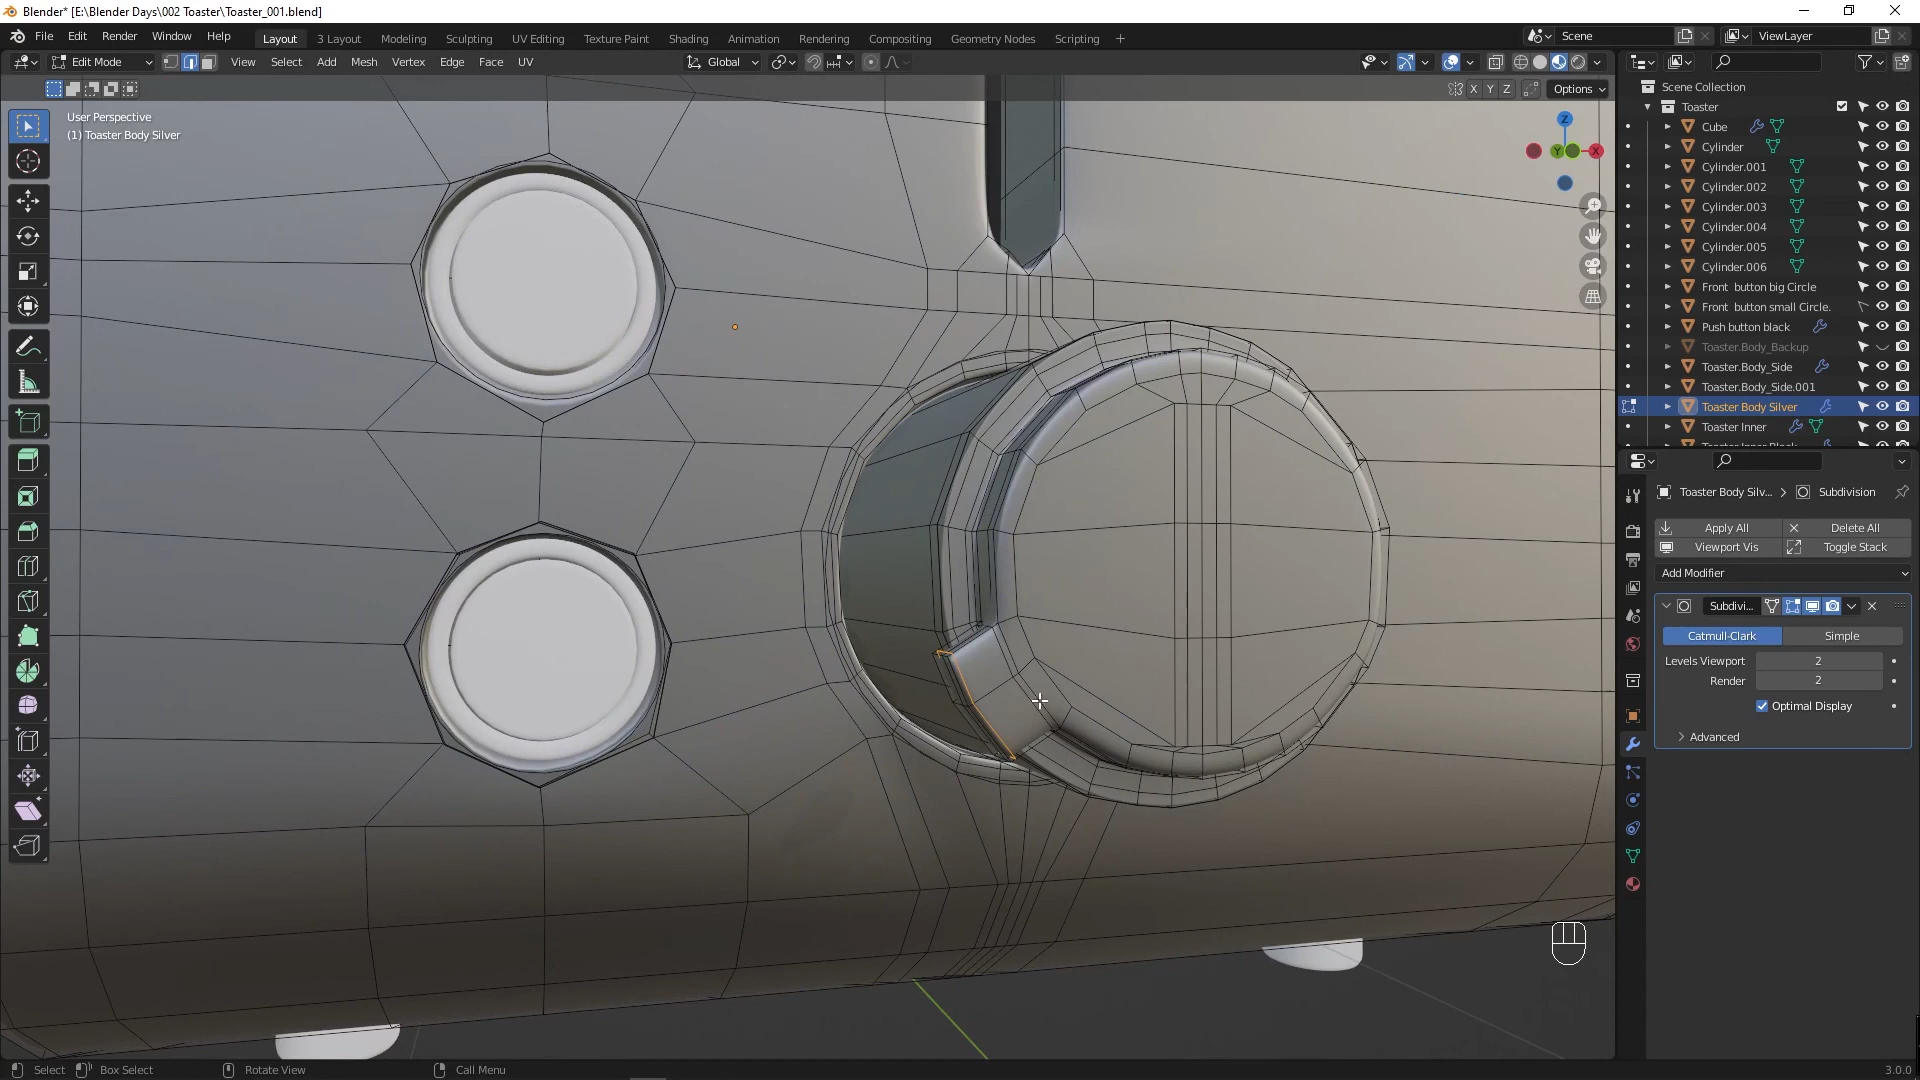 Blender* [E:\Blender Days\002 Toaster\Toaster_001.blend]
File Edit Render Window Help Layout 3 Layout Modeling Sculpting UV Editing Texture Paint Shading Animation Rendering Compositing Geometry Nodes Scripting + Scene ViewLayer
Edit Mode View Select Add Mesh Vertex Edge Face UV Global
X Y Z Options
User Perspective
(1) Toaster Body Silver
Z
Y X
Scene Collection
Toaster
Cube
Cylinder
Cylinder.001
Cylinder.002
Cylinder.003
Cylinder.004
Cylinder.005
Cylinder.006
Front button big Circle
Front button small Circle.
Push button black
Toaster.Body_Backup
Toaster.Body_Side
Toaster.Body_Side.001
Toaster Body Silver
Toaster Inner
Toaster Inner Black
Toaster Body Silv... > Subdivision
Apply All Delete All
Viewport Vis Toggle Stack
Add Modifier
Subdivi...
Catmull-Clark Simple
Levels Viewport 2
Render 2
Optimal Display
Advanced
Select Box Select Rotate View Call Menu 3.0.0